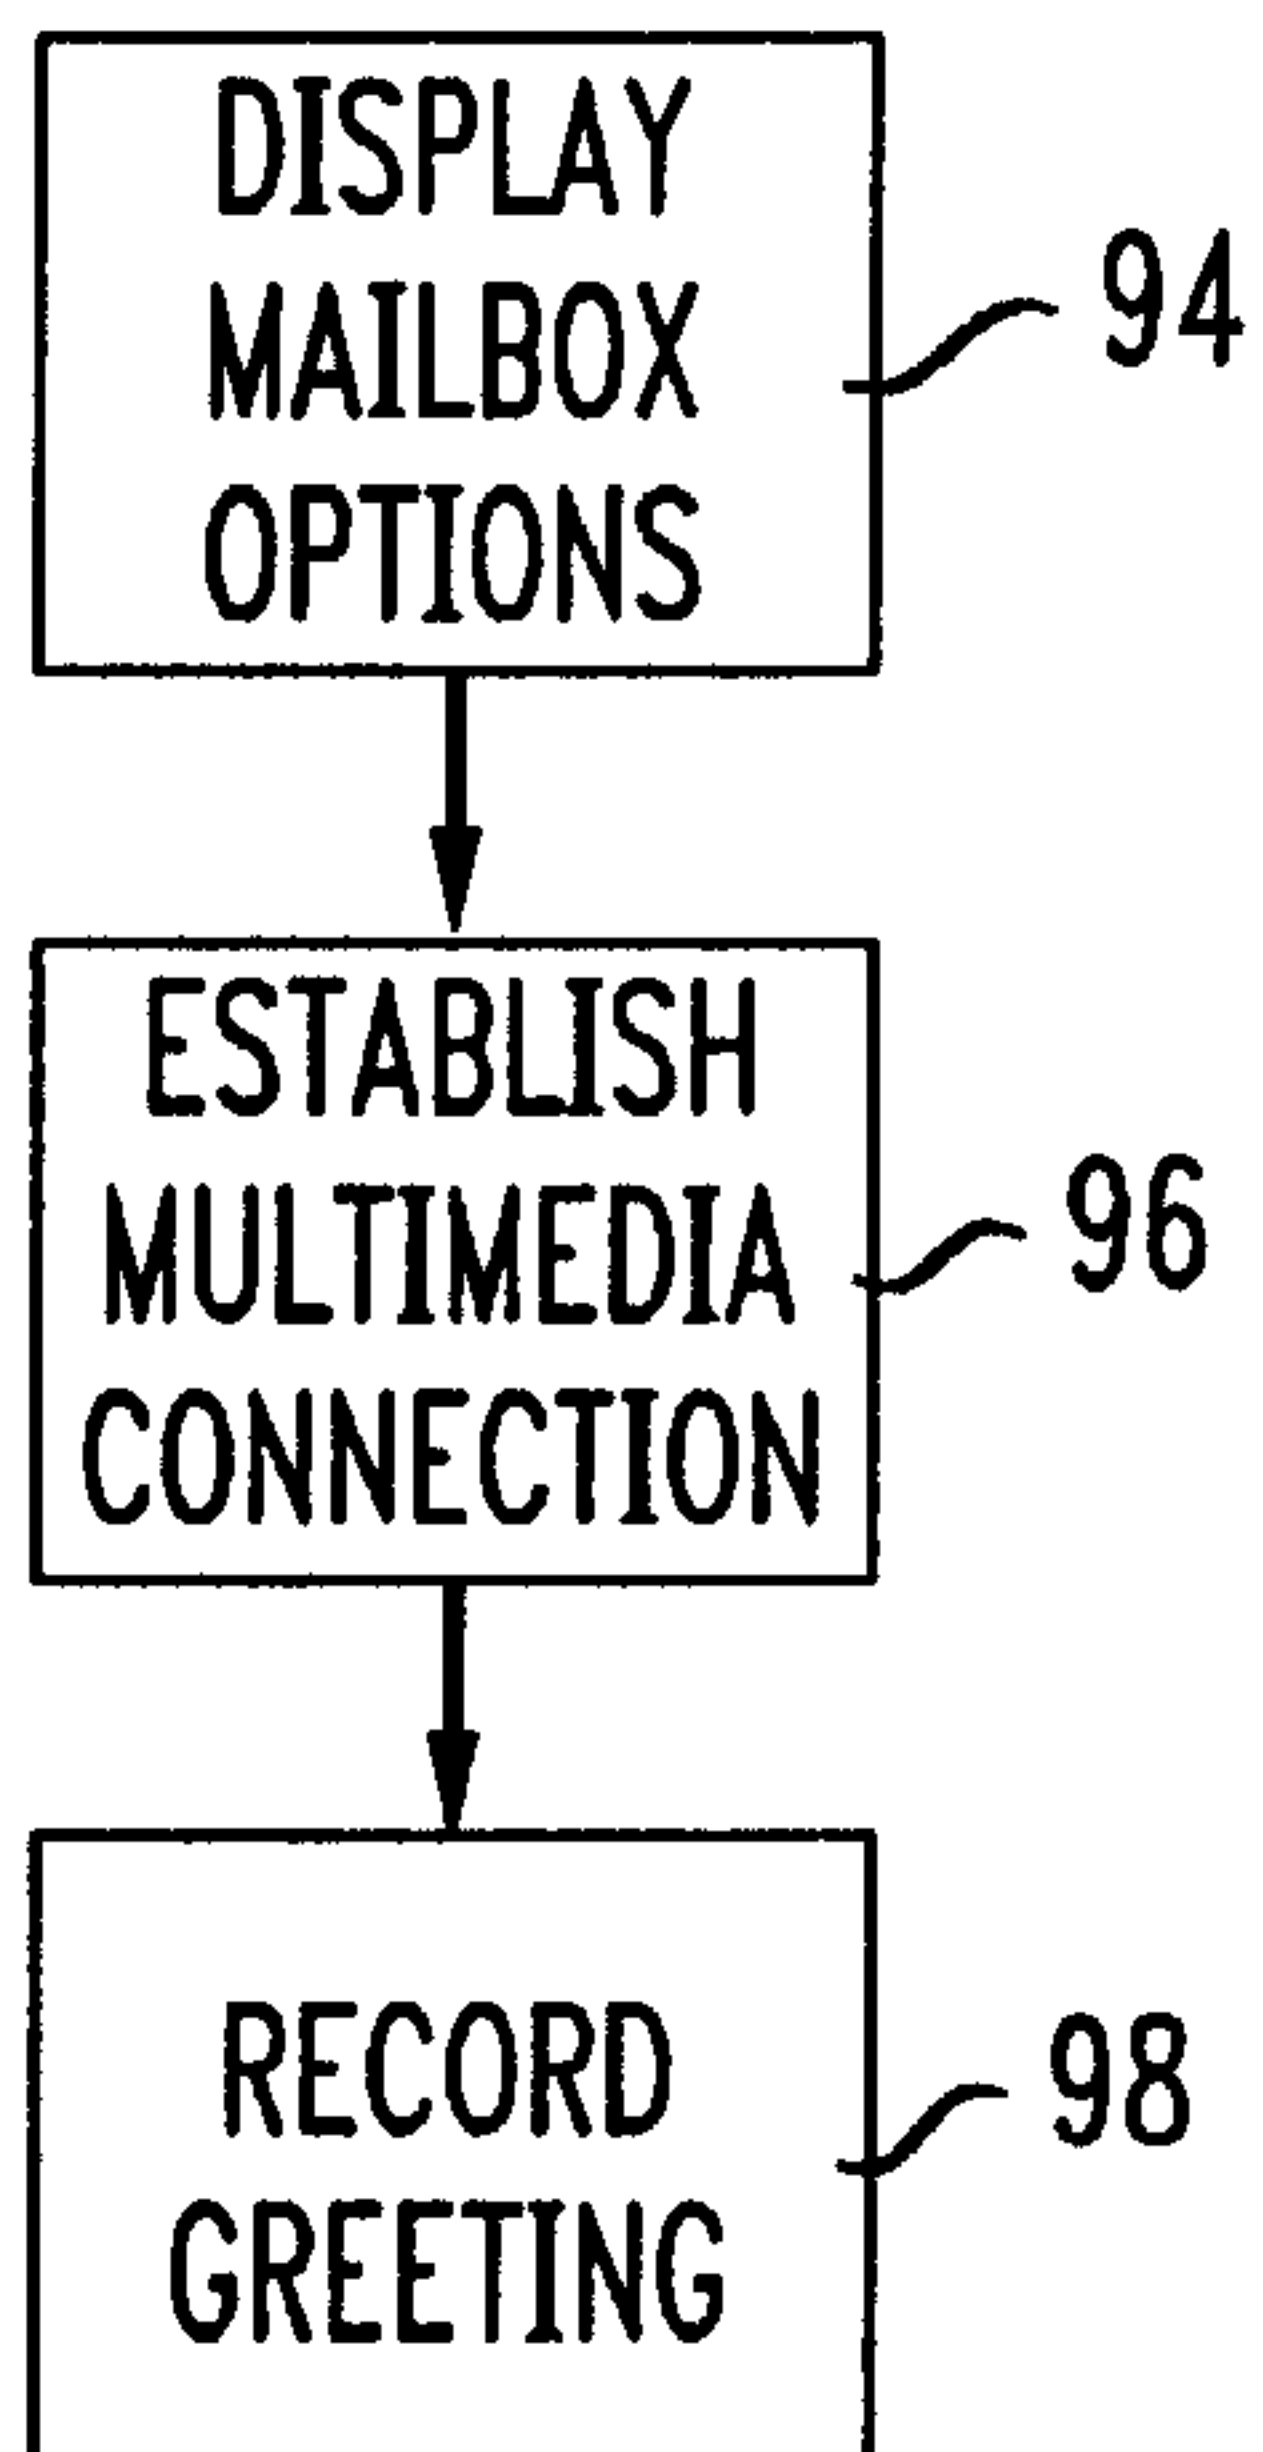 DISPLAY
MAILBOX
OPTIONS
94
ESTABLISH
MULTIMEDIA
CONNECTION
96
RECORD
GREETING
98